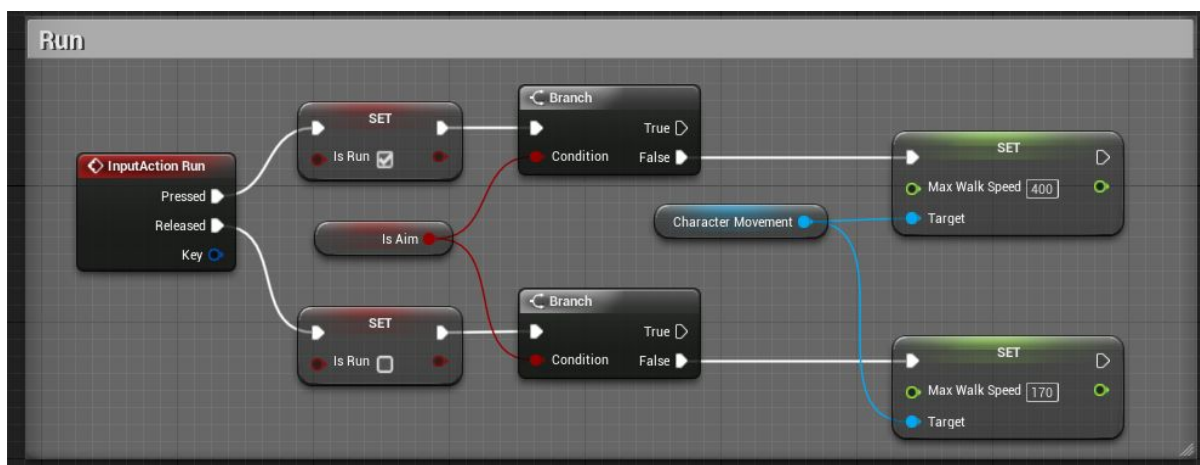 Run
InputAction Run
Pressed
Released
Key
SET
Is Run
Is Aim
SET
Is Run
Branch
True
Condition False
Branch
True
Condition False
Character Movement
SET
Max Walk Speed 400
Target
SET
Max Walk Speed 170
Target